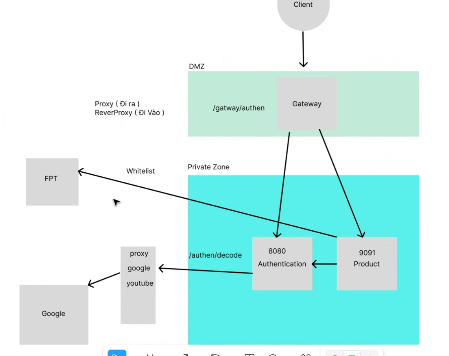 Client
DMZ
Proxy ( Đi ra )
ReverProxy ( Đi Vào )
/gatway/authen
Gateway
Whitelist
Private Zone
FPT
8080
Authentication
9091
Product
proxy
google
youtube
/authen/decode
Google